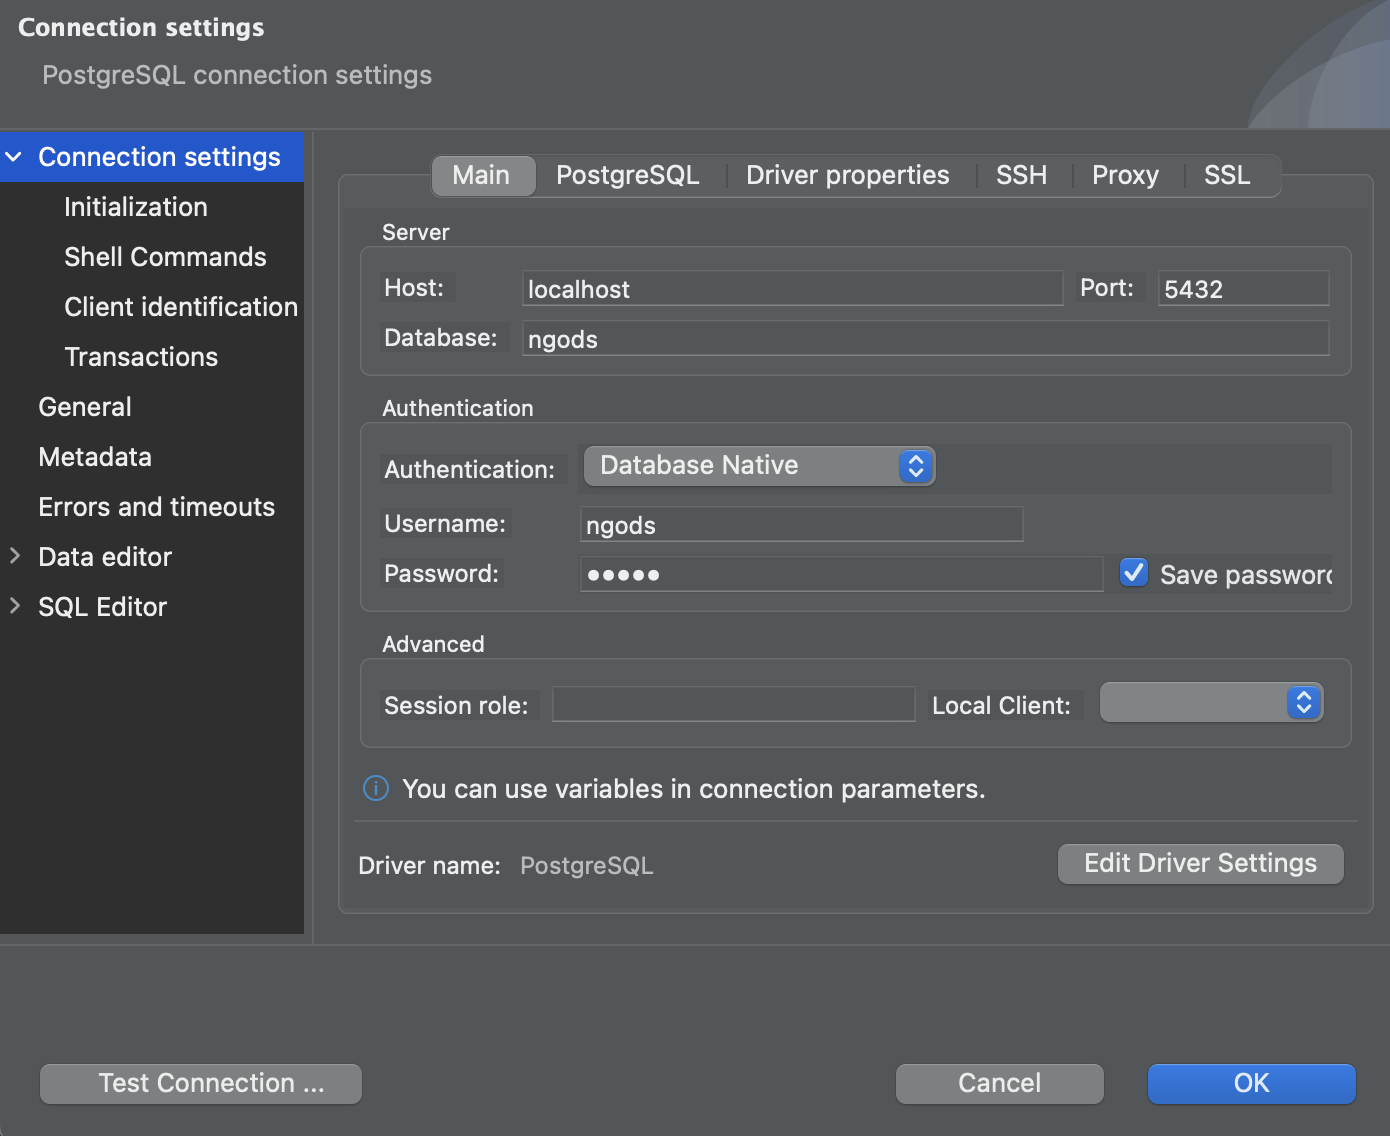 Connection settings
PostgreSQL connection settings
Connection settings
Initialization
Shell Commands
Client identification
Transactions
General
Metadata
Errors and timeouts
Data editor
SQL Editor
Main PostgreSQL Driver properties SSH Proxy SSL
Server
Host: localhost Port: 5432
Database: ngods
Authentication
Authentication: Database Native
Username: ngods
Password: ●●●●● Save password
Advanced
Session role: Local Client:
You can use variables in connection parameters.
Driver name: PostgreSQL Edit Driver Settings
Test Connection ... Cancel OK